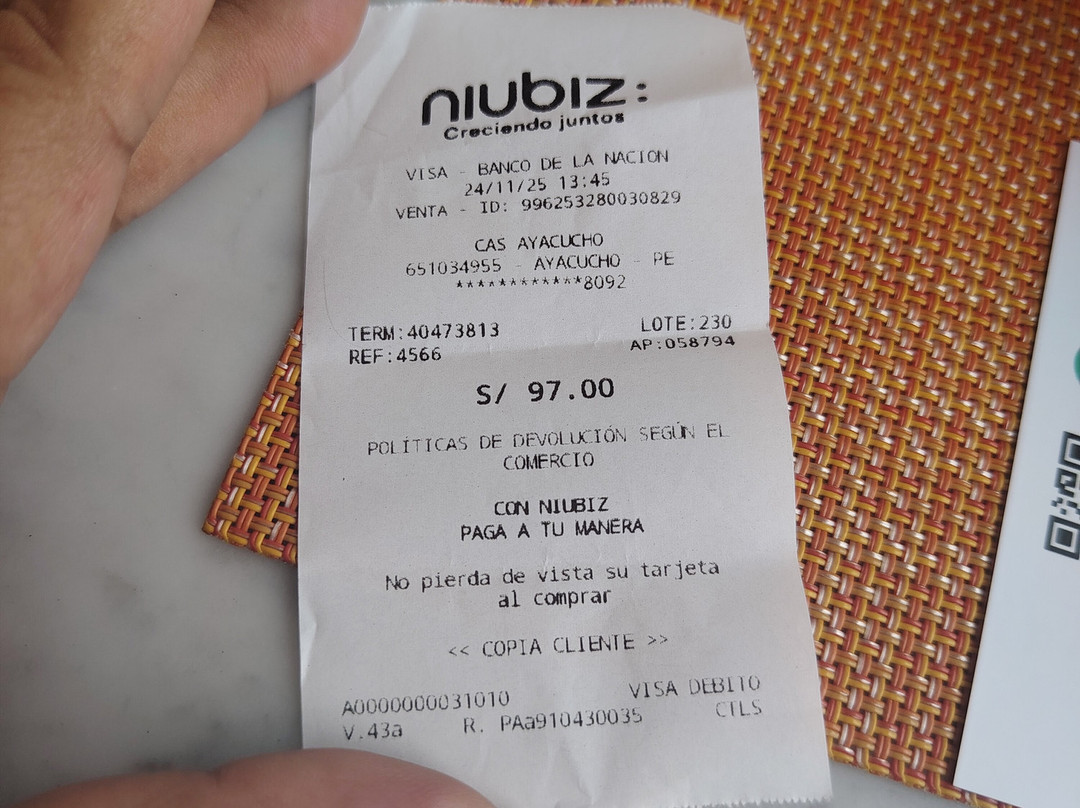 niubiz:
Creciendo juntos
VISA - BANCO DE LA NACION
24/11/25 13:45
VENTA - ID: 996253280030829
CAS AYACUCHO
651034955 - AYACUCHO - PE
************8092
TERM:40473813 LOTE:230
REF:4566 AP:058794
S/ 97.00
POLÍTICAS DE DEVOLUCIÓN SEGÚN EL
COMERCIO
CON NIUBIZ
PAGA A TU MANERA
No pierda de vista su tarjeta
al comprar
<< COPIA CLIENTE >>
A0000000031010 VISA DEBITO
V.43a R. PAa910430035 CTLS